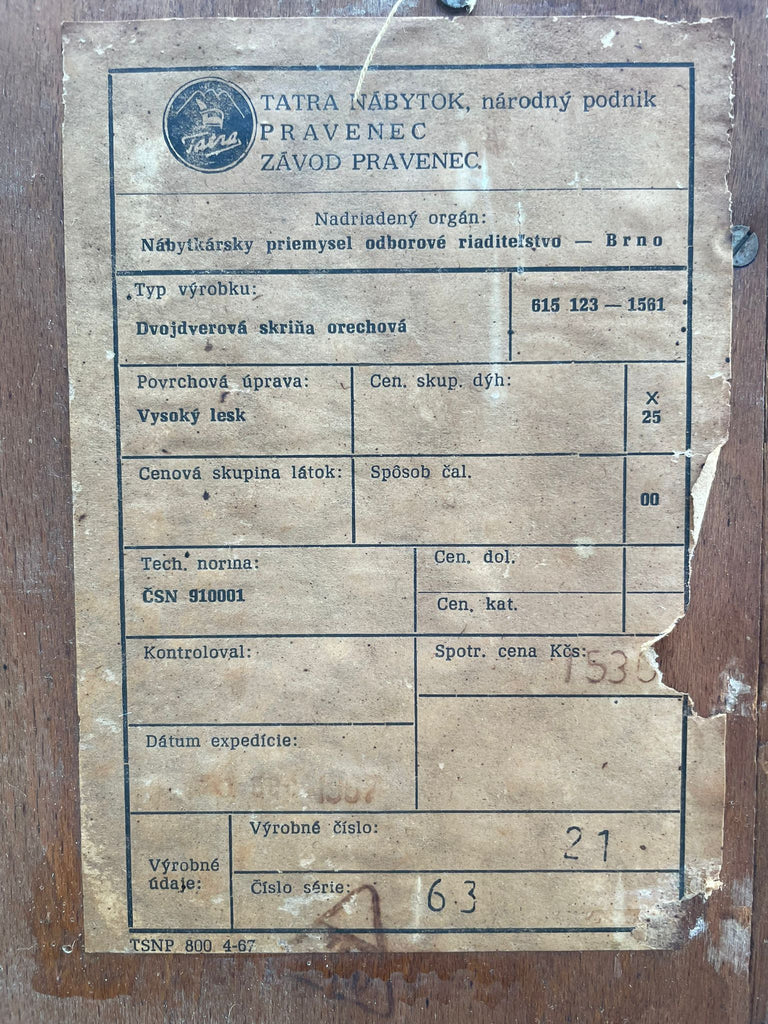 Tatra
TATRA NÁBYTOK, národný podnik
PRAVENEC
ZÁVOD PRAVENEC.
Nadriadený orgán:
Nábytkársky priemysel odborové riaditeľstvo — Brno
Typ výrobku:
615 123 — 1561
Dvojdverová skriňa orechová
Povrchová úprava:
Cen. skup. dýh:
X
Vysoký lesk
25
Cenová skupina látok:
Spôsob čal.
00
Tech. norma:
Cen. dol.
ČSN 910001
Cen. kat.
Kontroloval:
Spotr. cena Kčs:
Dátum expedície:
Výrobné číslo:
21
Výrobné
údaje:
Číslo série:
63
TSNP 800 4-67